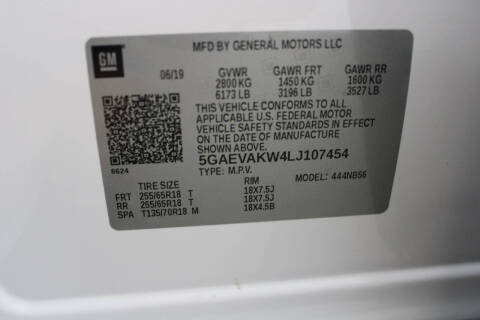 MFD BY GENERAL MOTORS LLC
GM
06/19 GVWR GAWR FRT GAWR RR
2800 KG 1450 KG 1600 KG
6173 LB 3196 LB 3527 LB
THIS VEHICLE CONFORMS TO ALL
APPLICABLE U.S. FEDERAL MOTOR
VEHICLE SAFETY STANDARDS IN EFFECT
ON THE DATE OF MANUFACTURE SHOWN ABOVE.
5GAEVAKW4LJ107454
6624 TYPE: M.P.V. MODEL: 444NB56
TIRE SIZE RIM
FRT 255/65R18 T 18X7.5J
RR 255/65R18 T 18X7.5J
SPA T135/70R18 M 18X4.5B